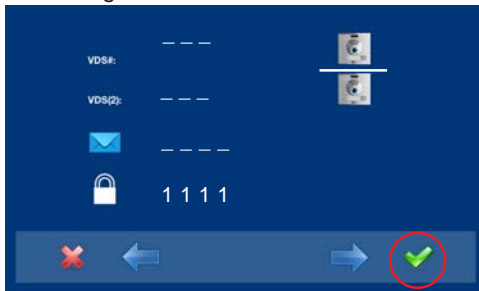 _ _ _
VDS#:
VDS(2): _ _ _
_ _ _ _
1 1 1 1